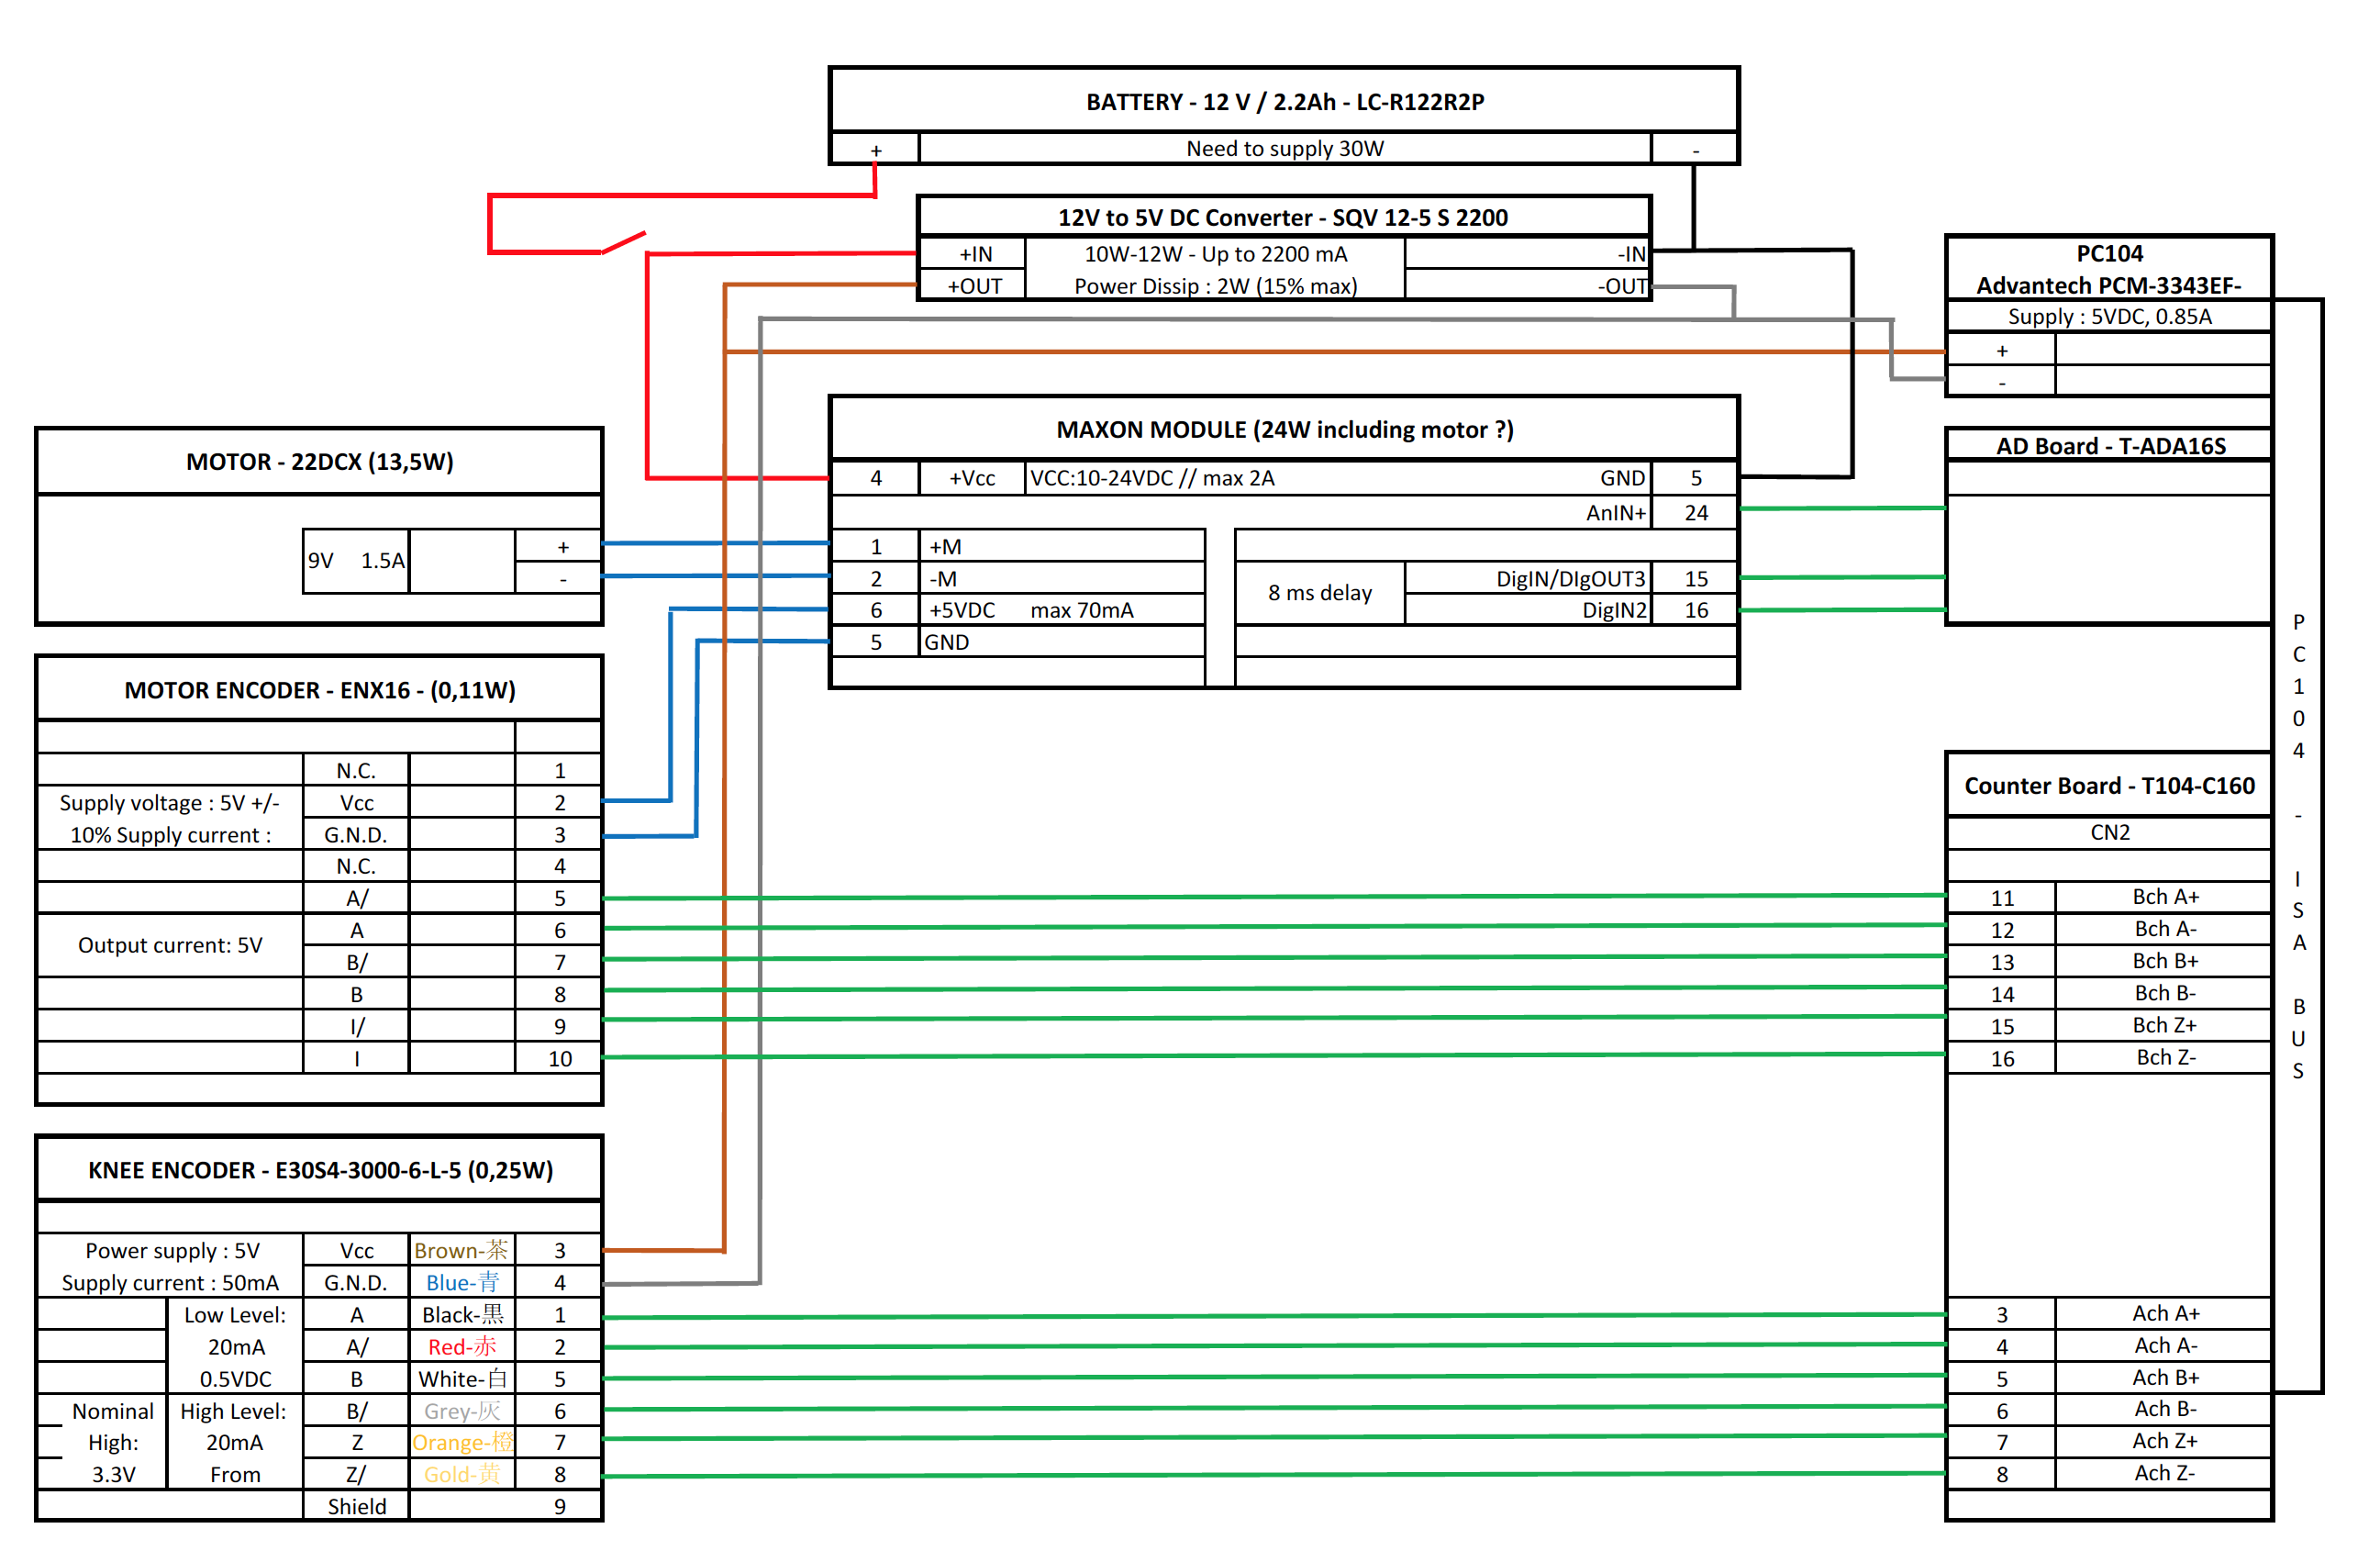 BATTERY - 12 V / 2.2Ah - LC-R122R2P
+ Need to supply 30W -
12V to 5V DC Converter - SQV 12-5 S 2200
+IN 10W-12W - Up to 2200 mA -IN
+OUT Power Dissip : 2W (15% max) -OUT
PC104
Advantech PCM-3343EF-
Supply : 5VDC, 0.85A
+
-
MAXON MODULE (24W including motor ?)
4 +Vcc VCC:10-24VDC // max 2A GND 5
AnIN+ 24
1 +M
2 -M
6 +5VDC max 70mA
5 GND
8 ms delay
DigIN/DIgOUT3 15
DigIN2 16
AD Board - T-ADA16S
MOTOR - 22DCX (13,5W)
9V 1.5A
+
-
MOTOR ENCODER - ENX16 - (0,11W)
N.C. 1
Supply voltage : 5V +/- Vcc 2
10% Supply current : G.N.D. 3
N.C. 4
A/ 5
A 6
Output current: 5V
B/ 7
B 8
I/ 9
I 10
KNEE ENCODER - E30S4-3000-6-L-5 (0,25W)
Power supply : 5V Vcc Brown-茶 3
Supply current : 50mA G.N.D. Blue-青 4
Low Level: A Black-黒 1
20mA A/ Red-赤 2
0.5VDC B White-白 5
Nominal High Level: B/ Grey-灰 6
High: 20mA Z Orange-橙 7
3.3V From Z/ Gold-黄 8
Shield 9
Counter Board - T104-C160
CN2
11 Bch A+
12 Bch A-
13 Bch B+
14 Bch B-
15 Bch Z+
16 Bch Z-
3 Ach A+
4 Ach A-
5 Ach B+
6 Ach B-
7 Ach Z+
8 Ach Z-
PC104 - ISA BUS